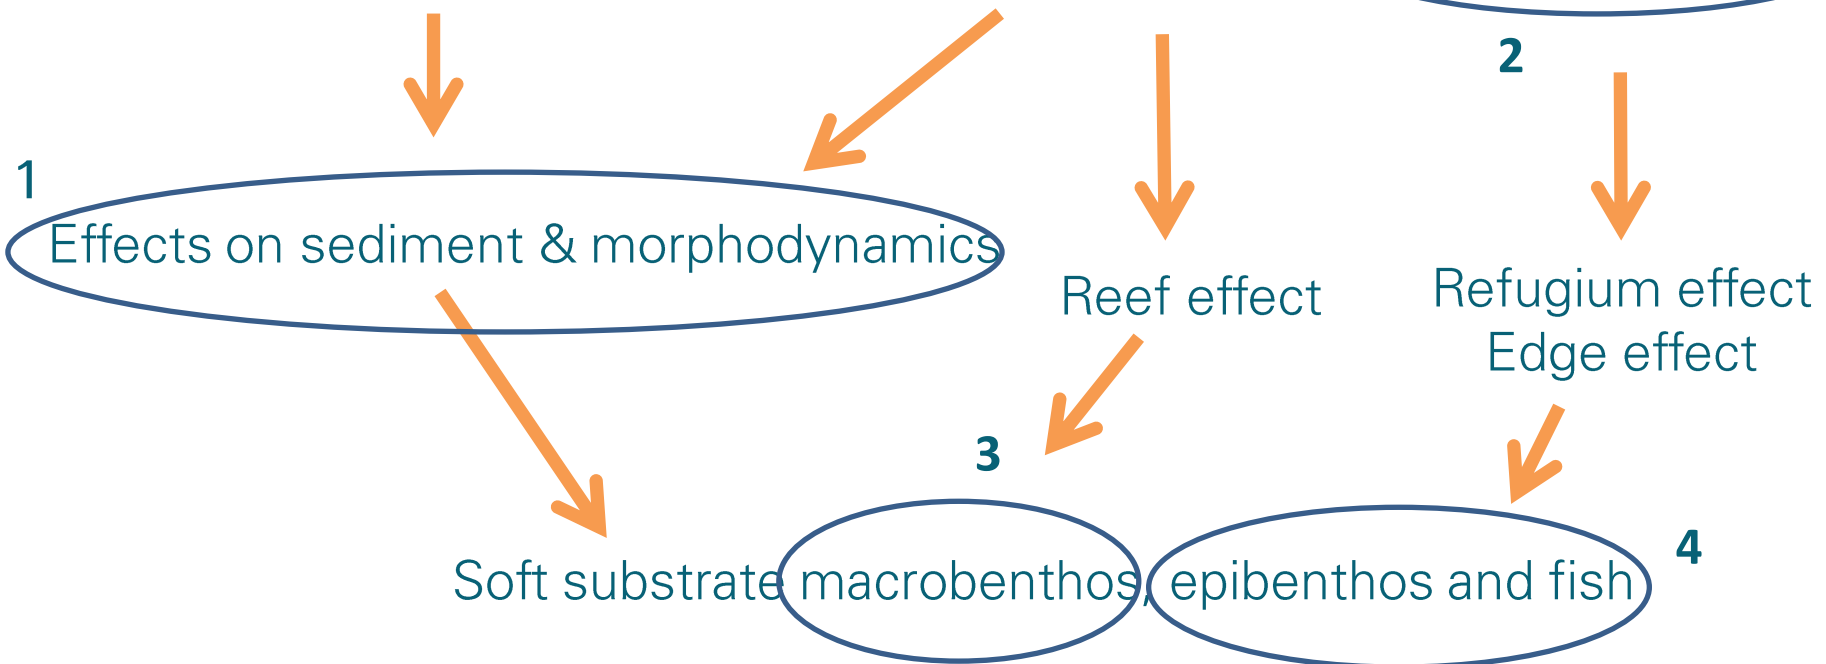 2
1
Effects on sediment & morphodynamics
Reef effect
Refugium effect
Edge effect
3
4
Soft substrate macrobenthos, epibenthos and fish